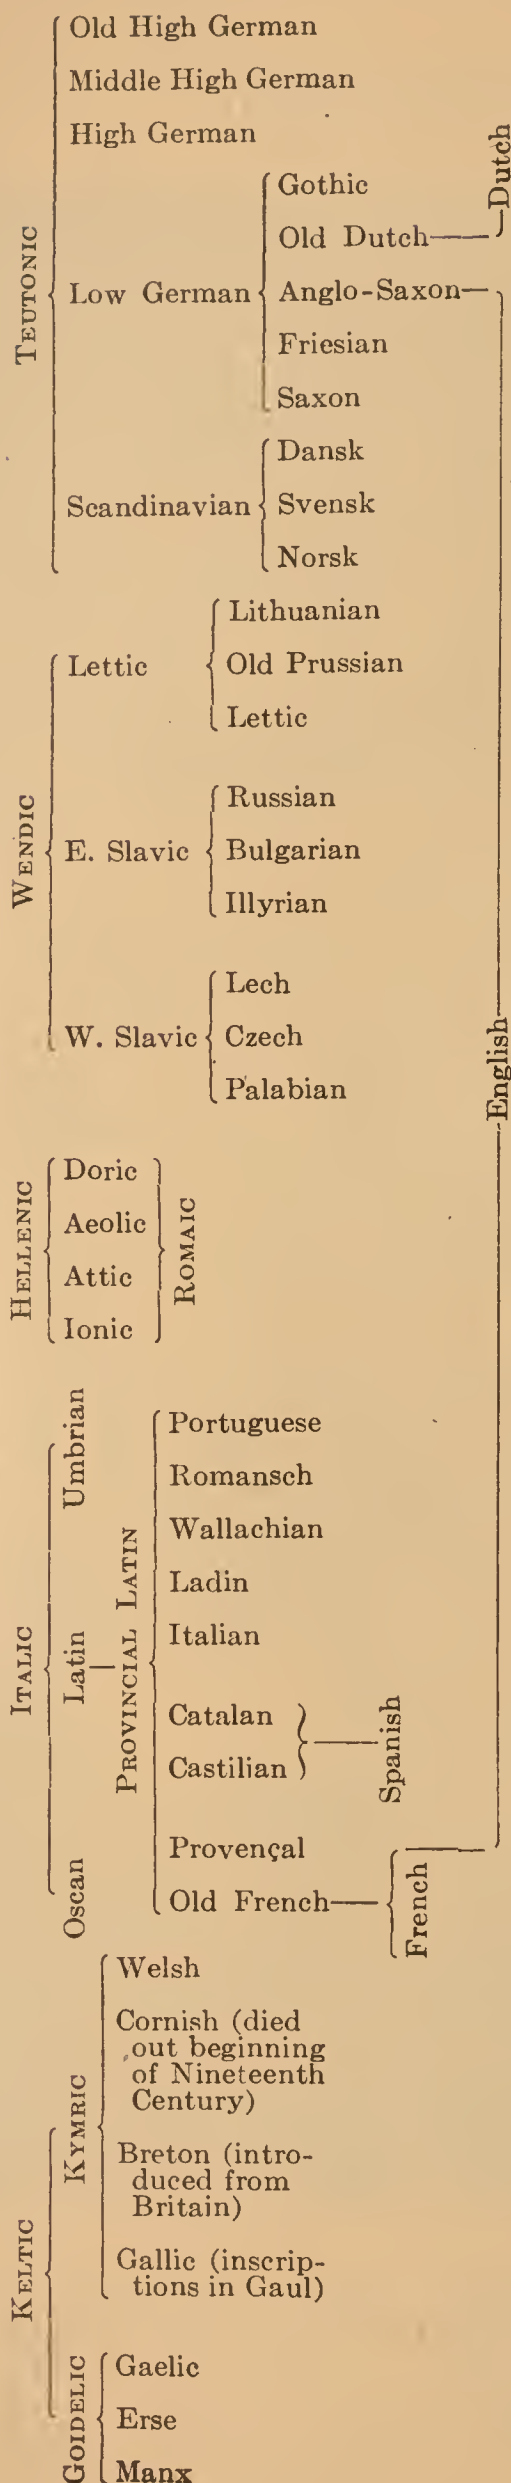 TEUTONIC
Old High German
Middle High German
High German
Low German
Gothic
Old Dutch
Dutch
Anglo-Saxon
Friesian
Saxon
Scandinavian
Dansk
Svensk
Norsk
WENDIC
Lettic
Lithuanian
Old Prussian
Lettic
E. Slavic
Russian
Bulgarian
Illyrian
W. Slavic
Lech
Czech
Palabian
English
HELLENIC
Doric
Aeolic
Attic
Ionic
ROMAIC
ITALIC
Umbrian
Latin
Oscan
PROVINCIAL LATIN
Portuguese
Romansch
Wallachian
Ladin
Italian
Catalan
Castilian
Spanish
Provençal
Old French
French
KELTIC
KYMRIC
Welsh
Cornish (died
out beginning
of Nineteenth
Century)
Breton (intro-
duced from
Britain)
Gallic (inscrip-
tions in Gaul)
GOIDELIC
Gaelic
Erse
Manx